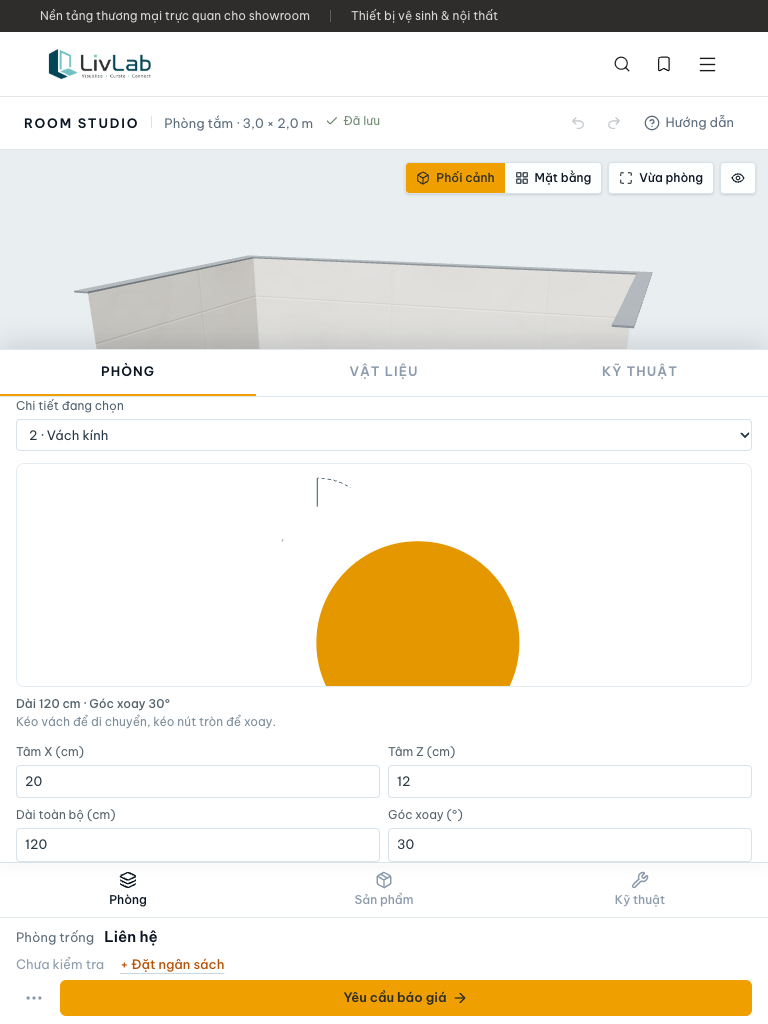 Nền tảng thương mại trực quan cho showroom
Thiết bị vệ sinh & nội thất
LivLab
Visualize · Curate · Connect
ROOM STUDIO
Phòng tắm · 3,0 × 2,0 m
Đã lưu
Hướng dẫn
Phối cảnh
Mặt bằng
Vừa phòng
PHÒNG
VẬT LIỆU
KỸ THUẬT
Chi tiết đang chọn
2 · Vách kính
Dài 120 cm · Góc xoay 30°
Kéo vách để di chuyển, kéo nút tròn để xoay.
Tâm X (cm)
Tâm Z (cm)
20
12
Dài toàn bộ (cm)
Góc xoay (°)
120
30
Phòng
Sản phẩm
Kỹ thuật
Phòng trống Liên hệ
Chưa kiểm tra + Đặt ngân sách
Yêu cầu báo giá →